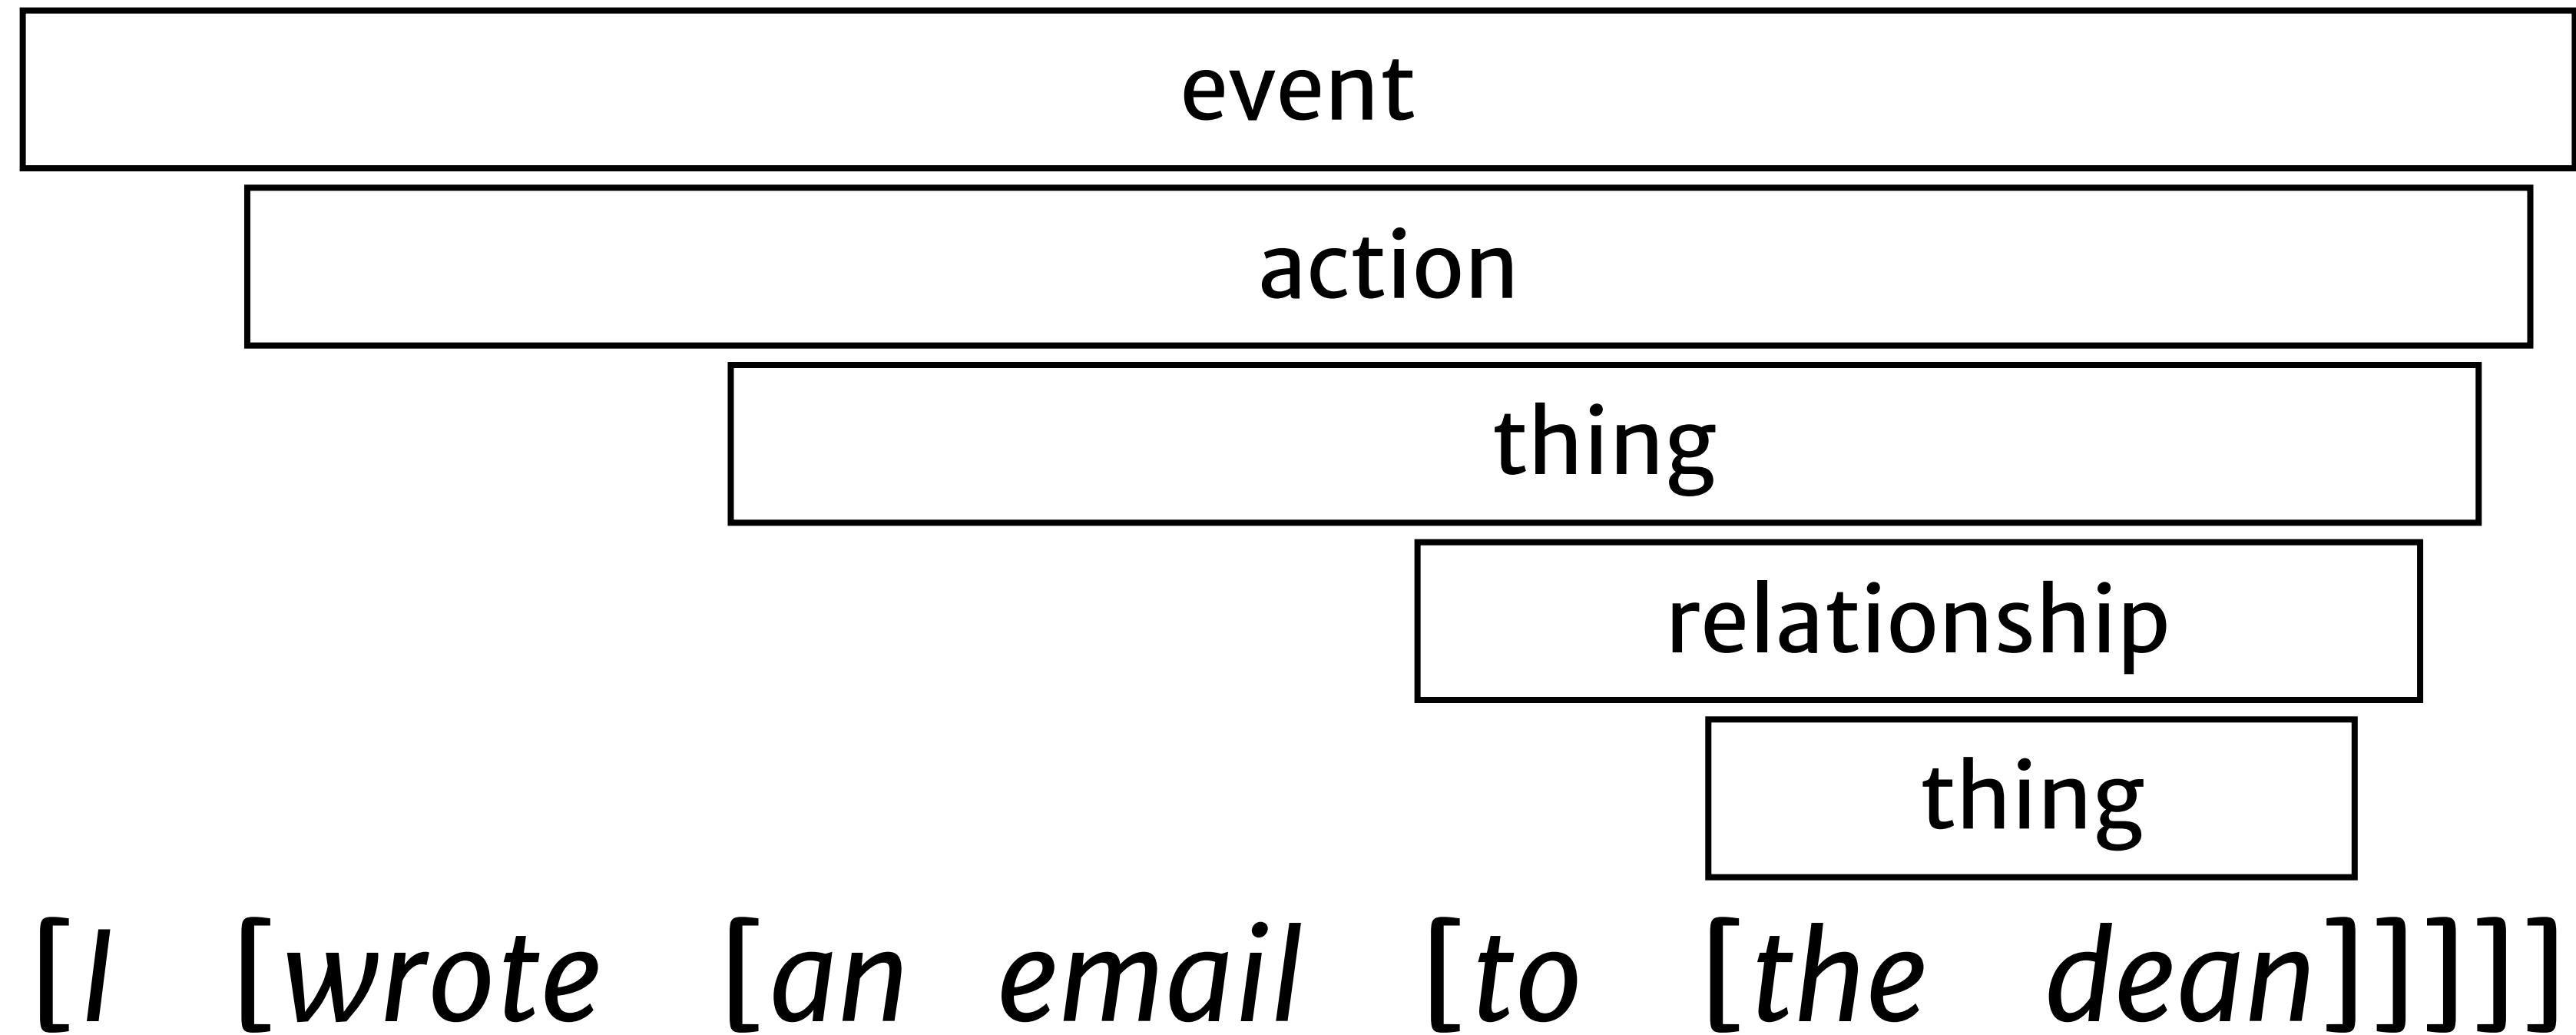 event
action
thing
relationship
thing
[I [wrote [an email [to [the dean]]]]]